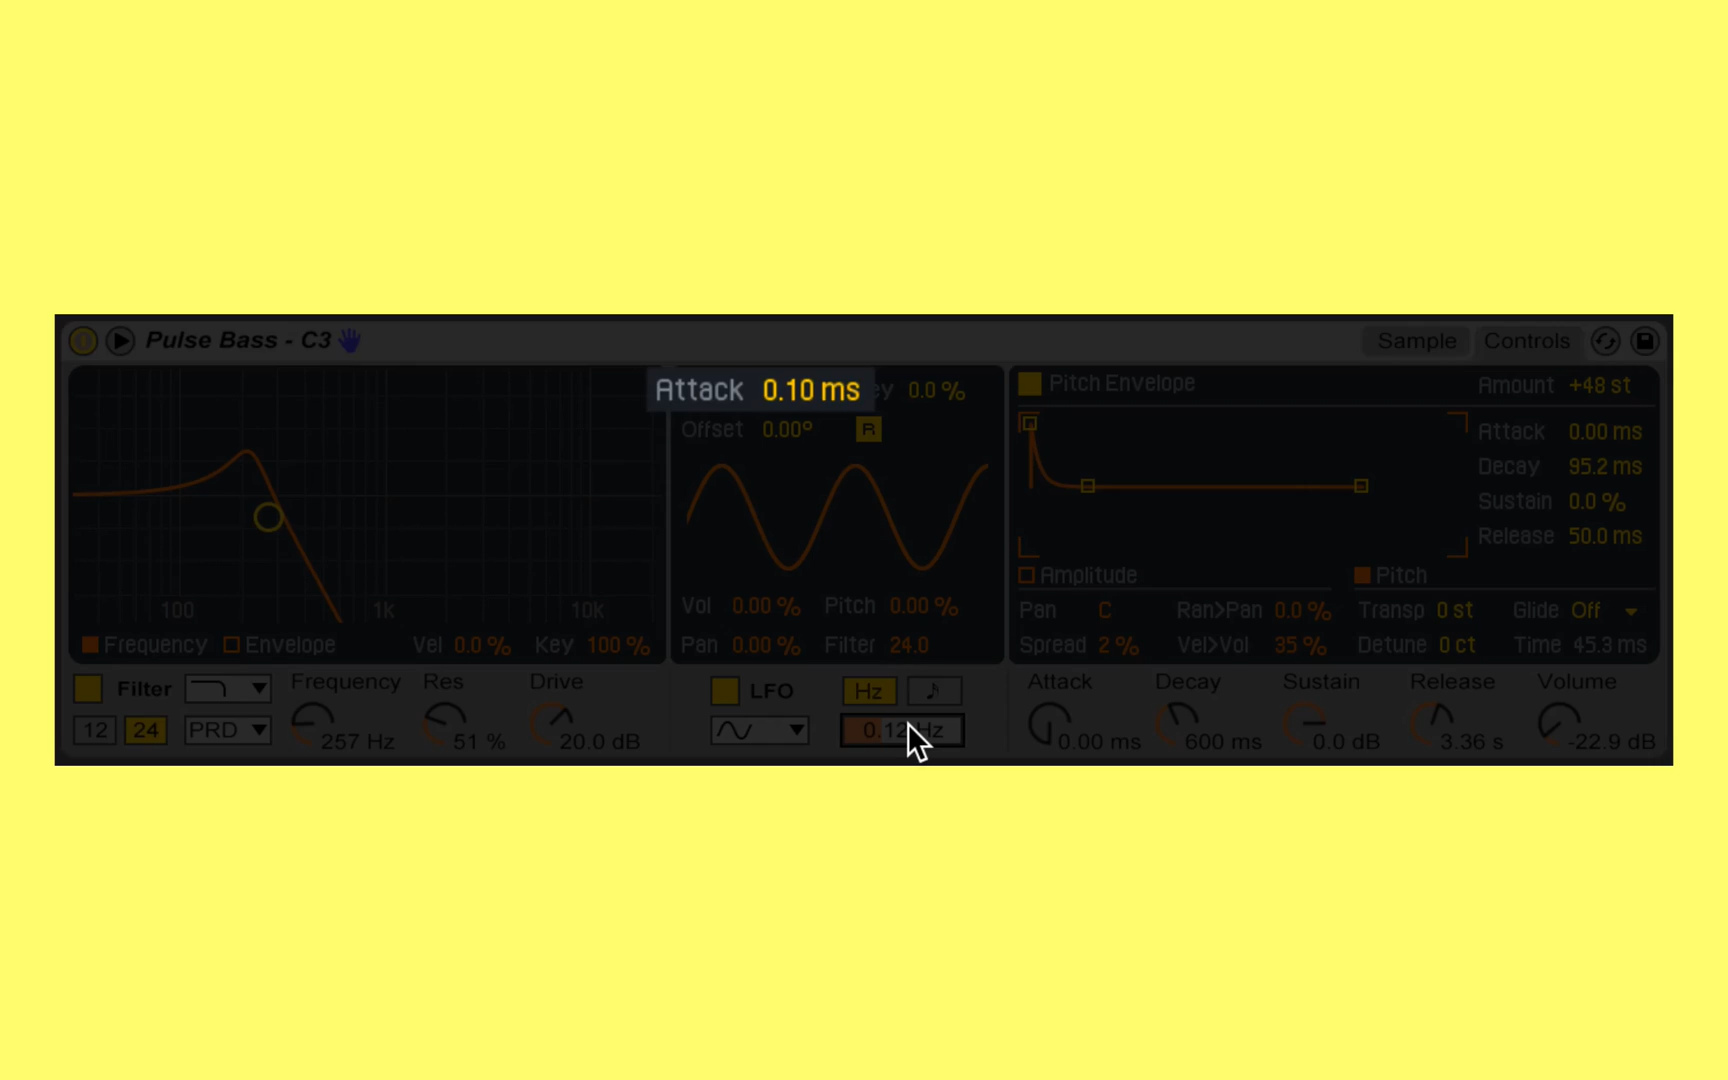 Pulse Bass - C3
Sample Controls
Attack 0.10 ms ey 0.0 %
Offset 0.00° R
100 1k 10k
Frequency Envelope Vel 0.0 % Key 100 %
Vol 0.00 % Pitch 0.00 %
Pan 0.00 % Filter 24.0
Pitch Envelope Amount +48 st
Attack 0.00 ms
Decay 95.2 ms
Sustain 0.0 %
Release 50.0 ms
Amplitude Pitch
Pan C Ran>Pan 0.0 % Transp 0 st Glide Off
Spread 2 % Vel>Vol 35 % Detune 0 ct Time 45.3 ms
Filter Frequency Res Drive
12 24 PRD 257 Hz 51 % 20.0 dB
LFO Hz
0.12 Hz
Attack Decay Sustain Release Volume
0.00 ms 600 ms 0.0 dB 3.36 s -22.9 dB